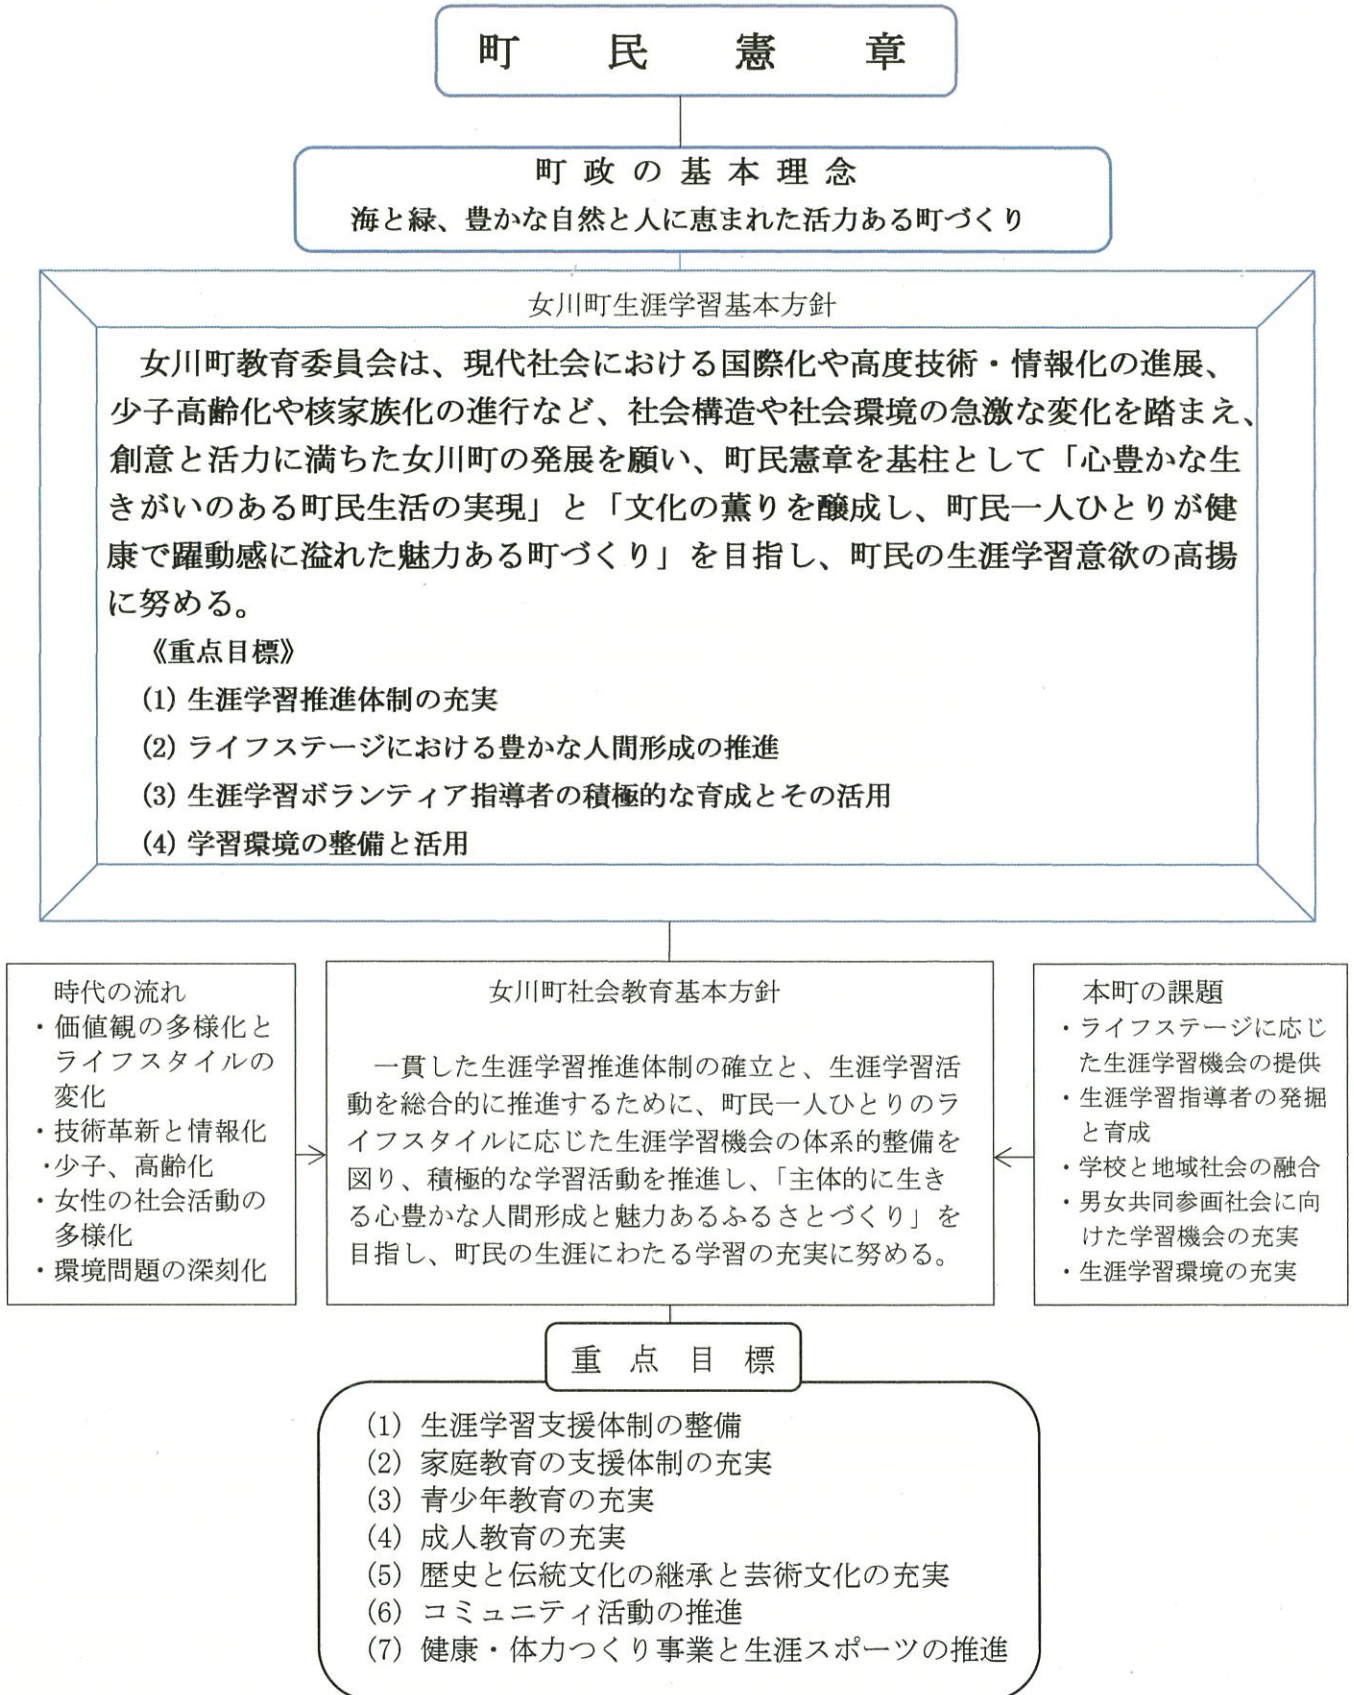 町民憲章
町政の基本理念
海と緑、豊かな自然と人に恵まれた活力ある町づくり
女川町生涯学習基本方針
女川町教育委員会は、現代社会における国際化や高度技術・情報化の進展、
少子高齢化や核家族化の進行など、社会構造や社会環境の急激な変化を踏まえ、
創意と活力に満ちた女川町の発展を願い、町民憲章を基柱として「心豊かな生
きがいのある町民生活の実現」と「文化の薫りを醸成し、町民一人ひとりが健
康で躍動感に溢れた魅力ある町づくり」を目指し、町民の生涯学習意欲の高揚
に努める。
《重点目標》
(1) 生涯学習推進体制の充実
(2) ライフステージにおける豊かな人間形成の推進
(3) 生涯学習ボランティア指導者の積極的な育成とその活用
(4) 学習環境の整備と活用
時代の流れ
・価値観の多様化と
ライフスタイルの
変化
・技術革新と情報化
・少子、高齢化
・女性の社会活動の
多様化
・環境問題の深刻化
女川町社会教育基本方針
一貫した生涯学習推進体制の確立と、生涯学習活
動を総合的に推進するために、町民一人ひとりのラ
イフスタイルに応じた生涯学習機会の体系的整備を
図り、積極的な学習活動を推進し、「主体的に生き
る心豊かな人間形成と魅力あるふるさとづくり」を
目指し、町民の生涯にわたる学習の充実に努める。
本町の課題
・ライフステージに応じ
た生涯学習機会の提供
・生涯学習指導者の発掘
と育成
・学校と地域社会の融合
・男女共同参画社会に向
けた学習機会の充実
・生涯学習環境の充実
重点目標
(1) 生涯学習支援体制の整備
(2) 家庭教育の支援体制の充実
(3) 青少年教育の充実
(4) 成人教育の充実
(5) 歴史と伝統文化の継承と芸術文化の充実
(6) コミュニティ活動の推進
(7) 健康・体力つくり事業と生涯スポーツの推進